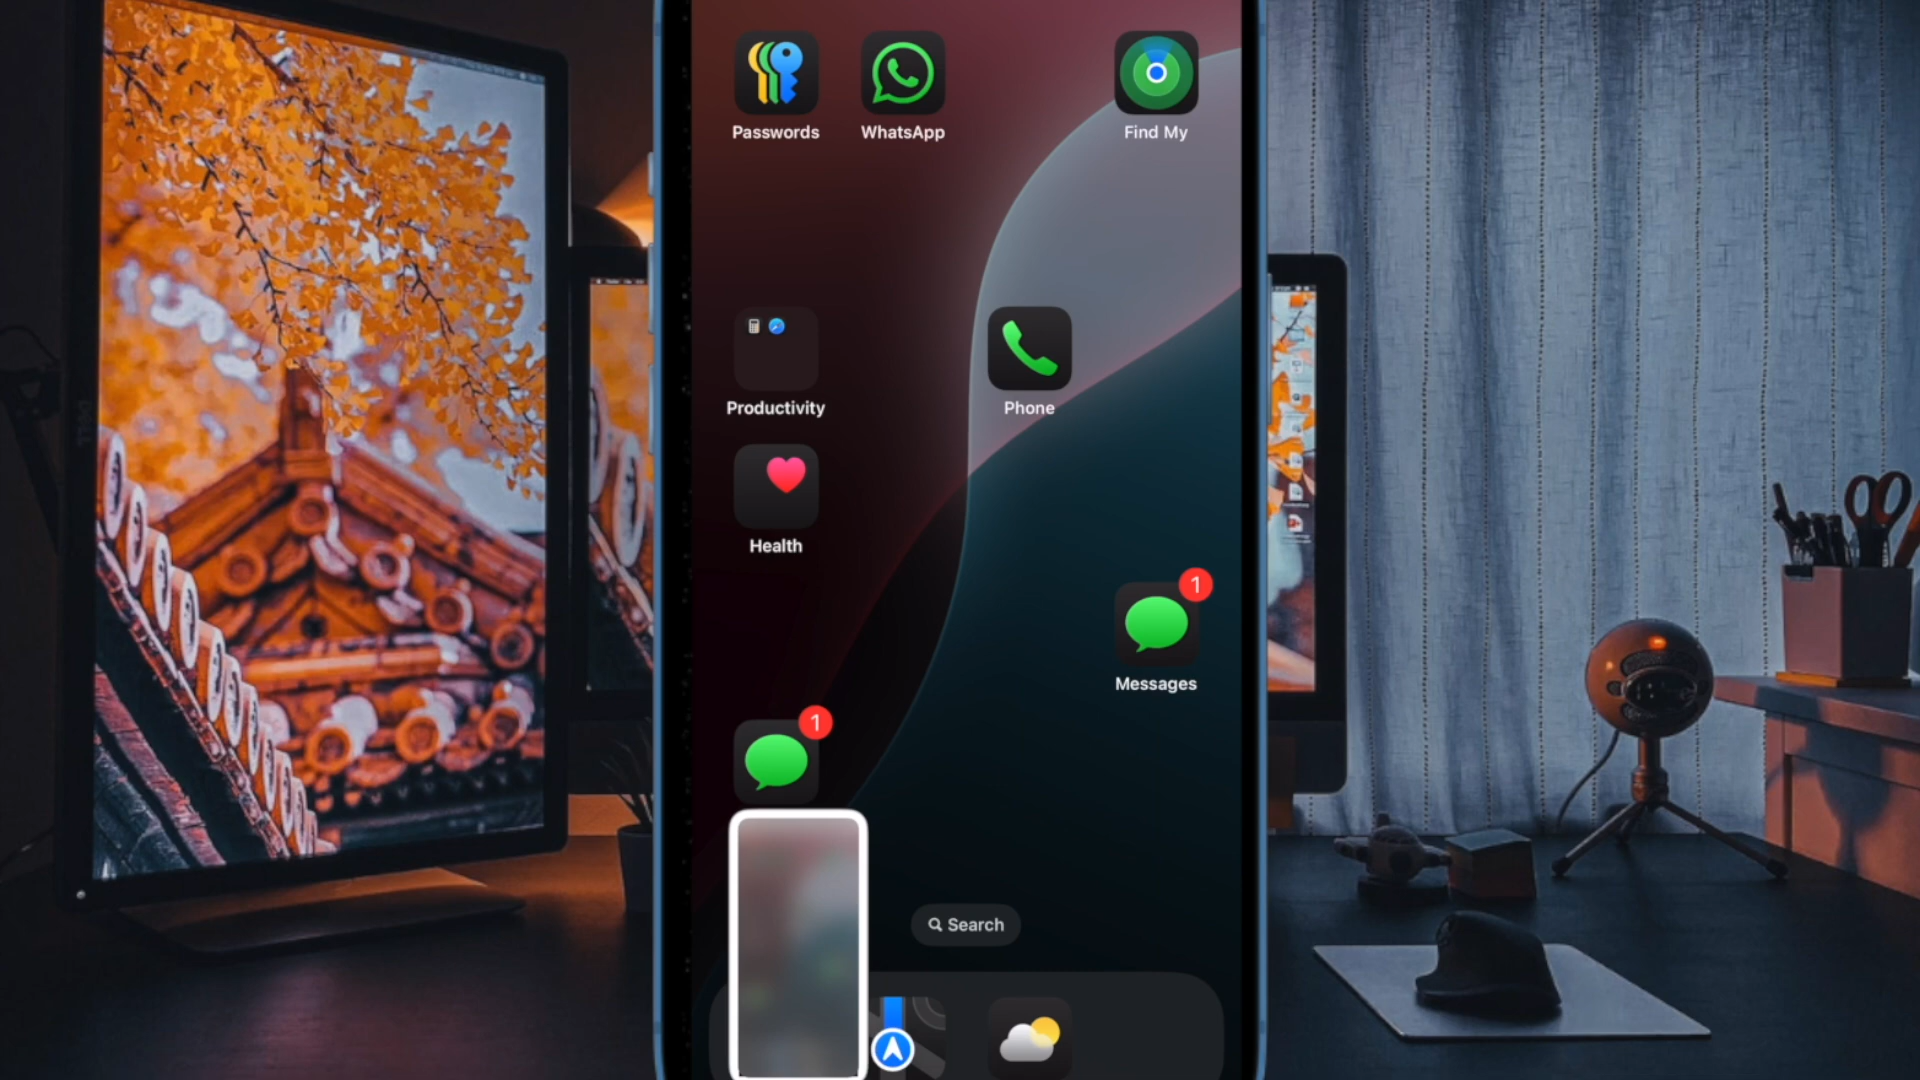 Passwords
WhatsApp
Find My
Productivity
Phone
Health
1
Messages
1
Search